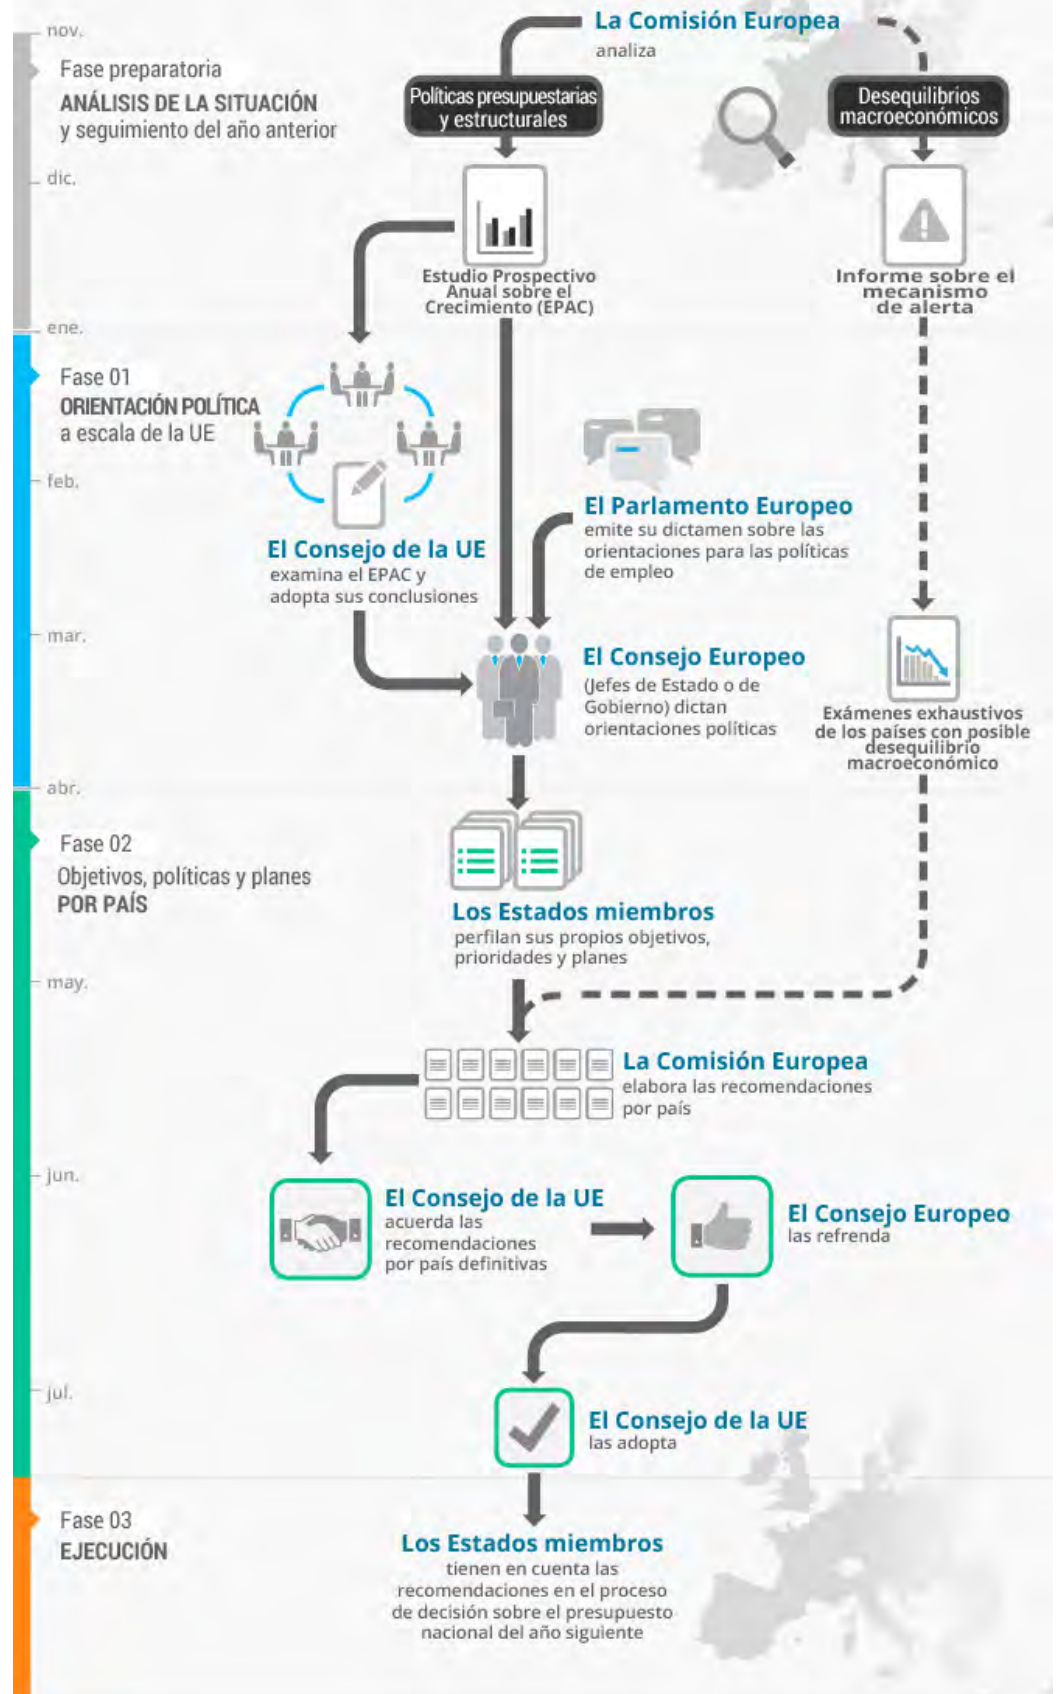 nov.
La Comisión Europea
analiza
Fase preparatoria
ANÁLISIS DE LA SITUACIÓN
y seguimiento del año anterior
Políticas presupuestarias
y estructurales
Desequilibrios
macroeconómicos
dic.
Estudio Prospectivo
Anual sobre el
Crecimiento (EPAC)
Informe sobre el
mecanismo
de alerta
ene.
Fase 01
ORIENTACIÓN POLÍTICA
a escala de la UE
feb.
El Parlamento Europeo
emite su dictamen sobre las
orientaciones para las políticas
de empleo
El Consejo de la UE
examina el EPAC y
adopta sus conclusiones
mar.
El Consejo Europeo
(Jefes de Estado o de
Gobierno) dictan
orientaciones políticas
Exámenes exhaustivos
de los países con posible
desequilibrio
macroeconómico
abr.
Fase 02
Objetivos, políticas y planes
POR PAÍS
Los Estados miembros
perfilan sus propios objetivos,
prioridades y planes
may.
La Comisión Europea
elabora las recomendaciones
por país
jun.
El Consejo de la UE
acuerda las
recomendaciones
por país definitivas
El Consejo Europeo
las refrenda
jul.
El Consejo de la UE
las adopta
Fase 03
EJECUCIÓN
Los Estados miembros
tienen en cuenta las
recomendaciones en el proceso
de decisión sobre el presupuesto
nacional del año siguiente